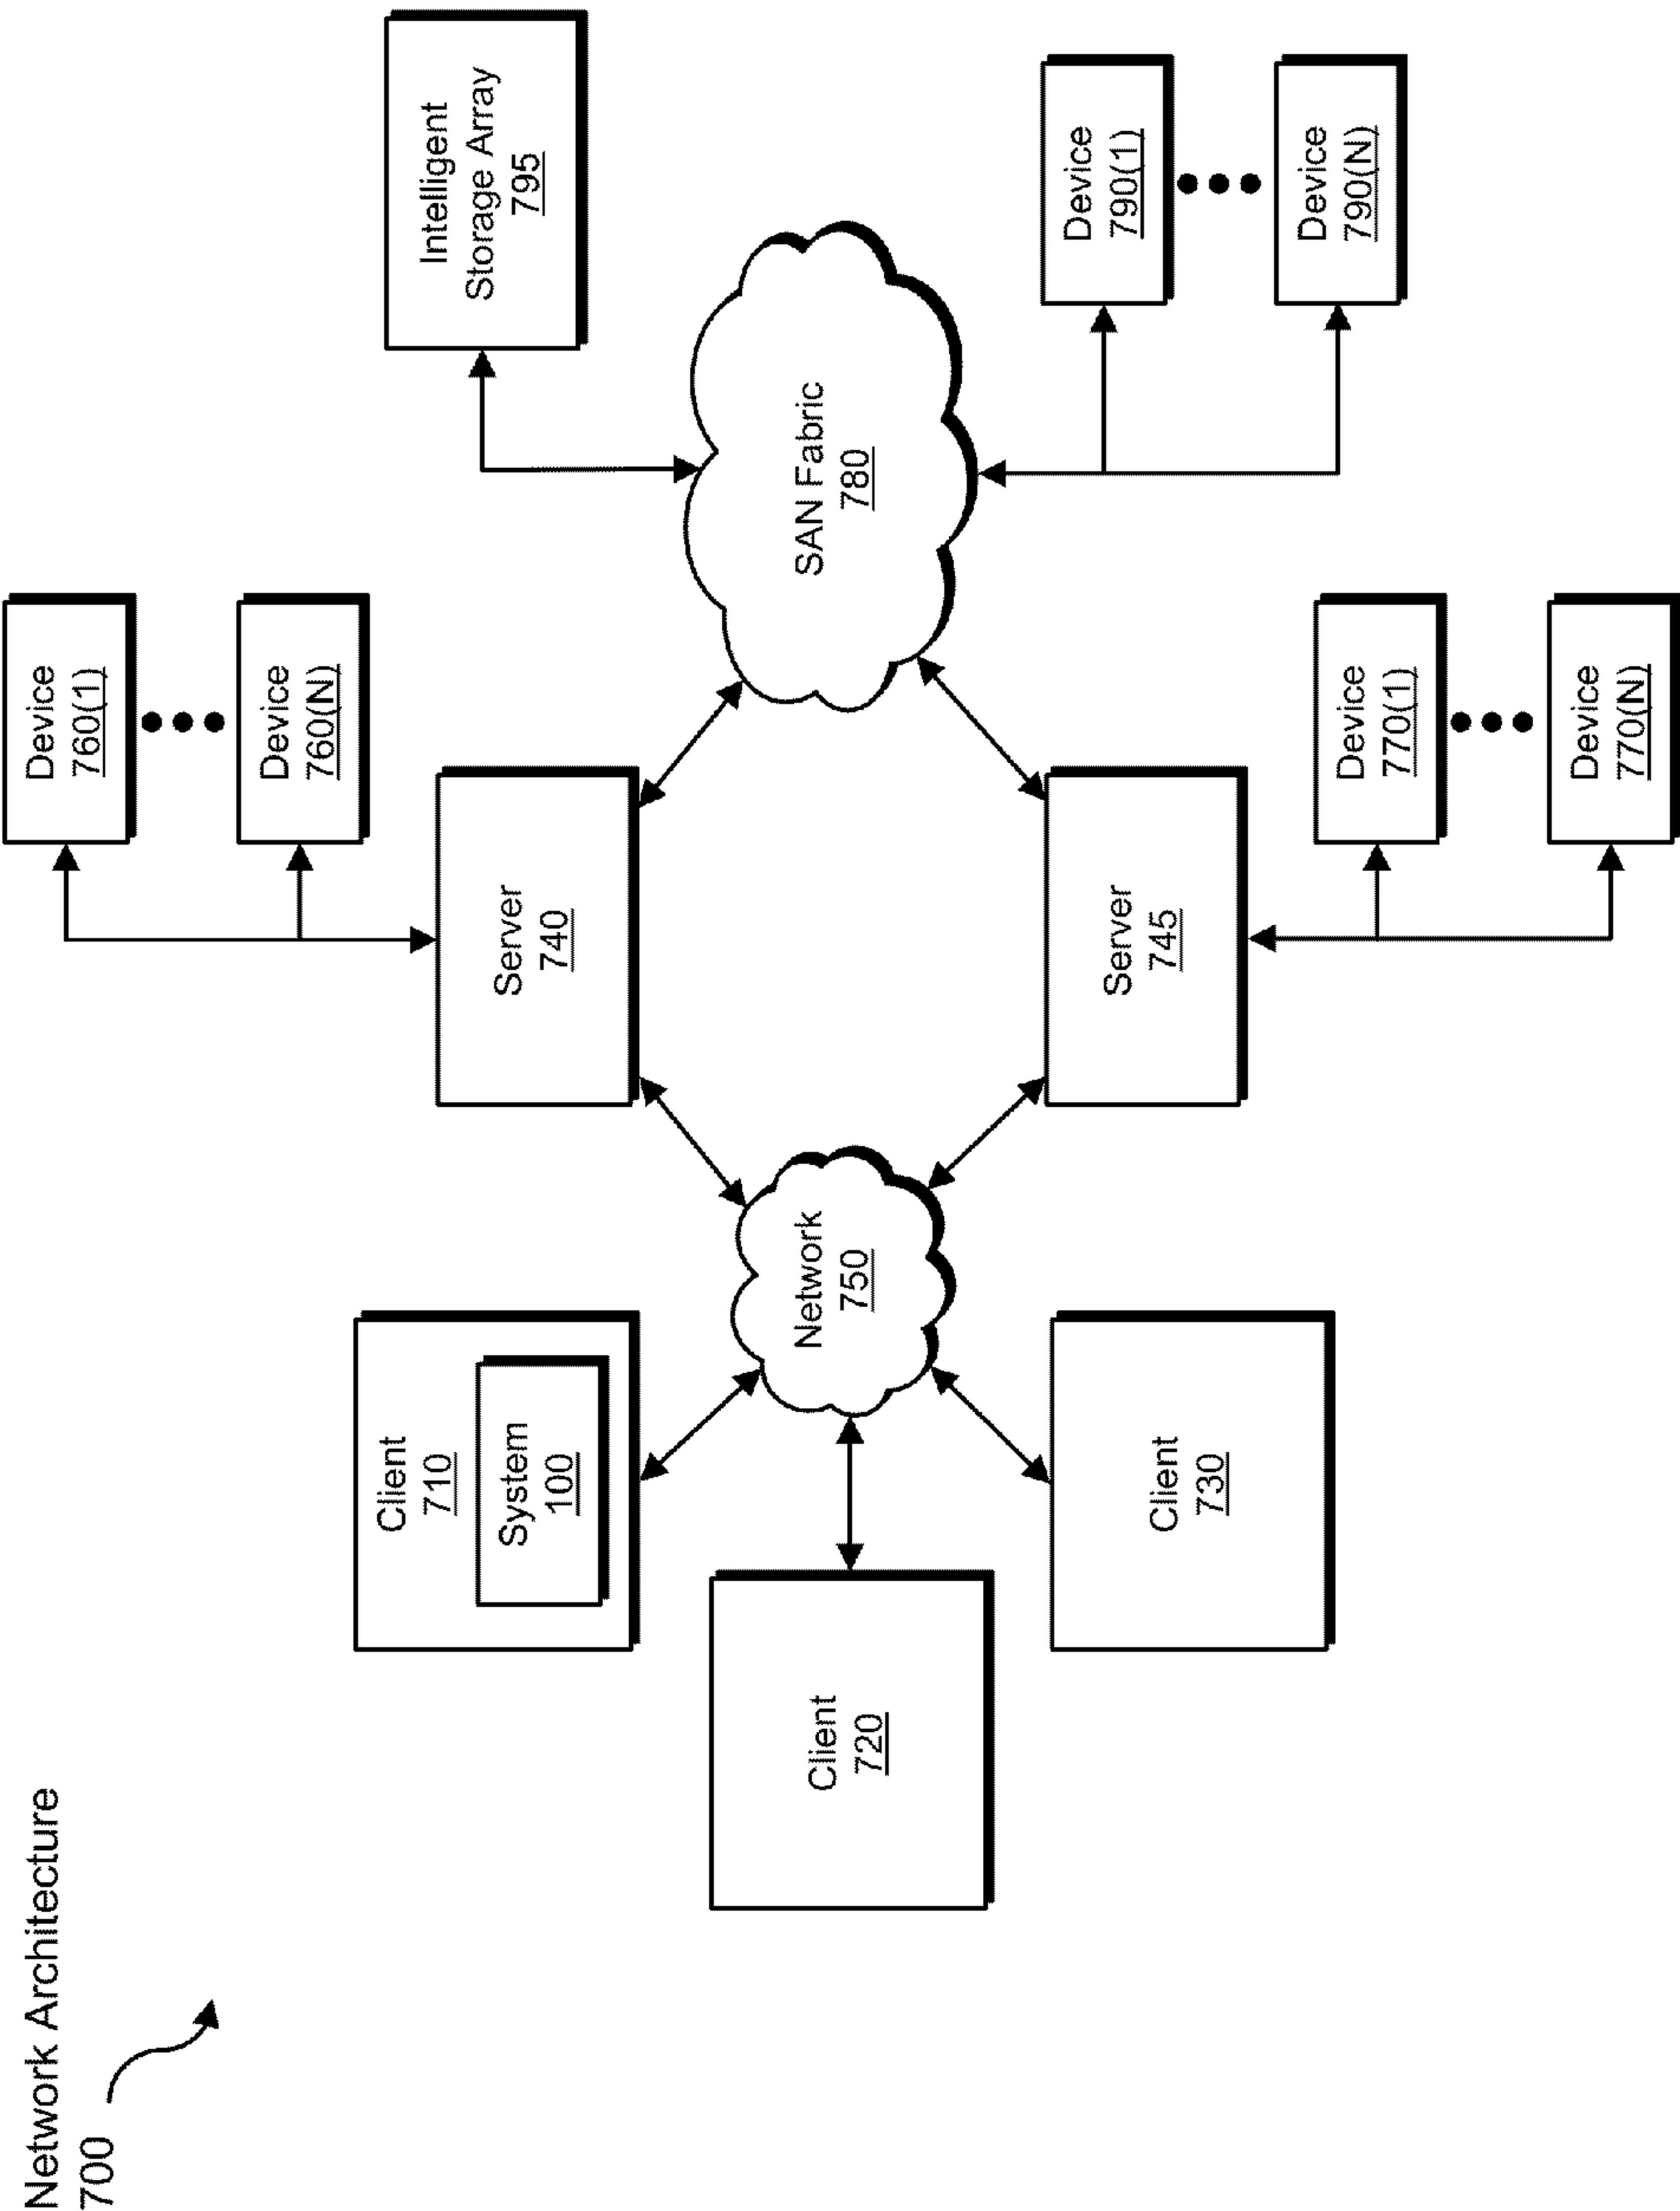 Network Architecture
700
Client
710
System
100
Client
720
Client
730
Network
750
Server
740
Server
745
Device
760(1)
Device
760(N)
Device
770(1)
Device
770(N)
SAN Fabric
780
Intelligent
Storage Array
795
Device
790(1)
Device
790(N)